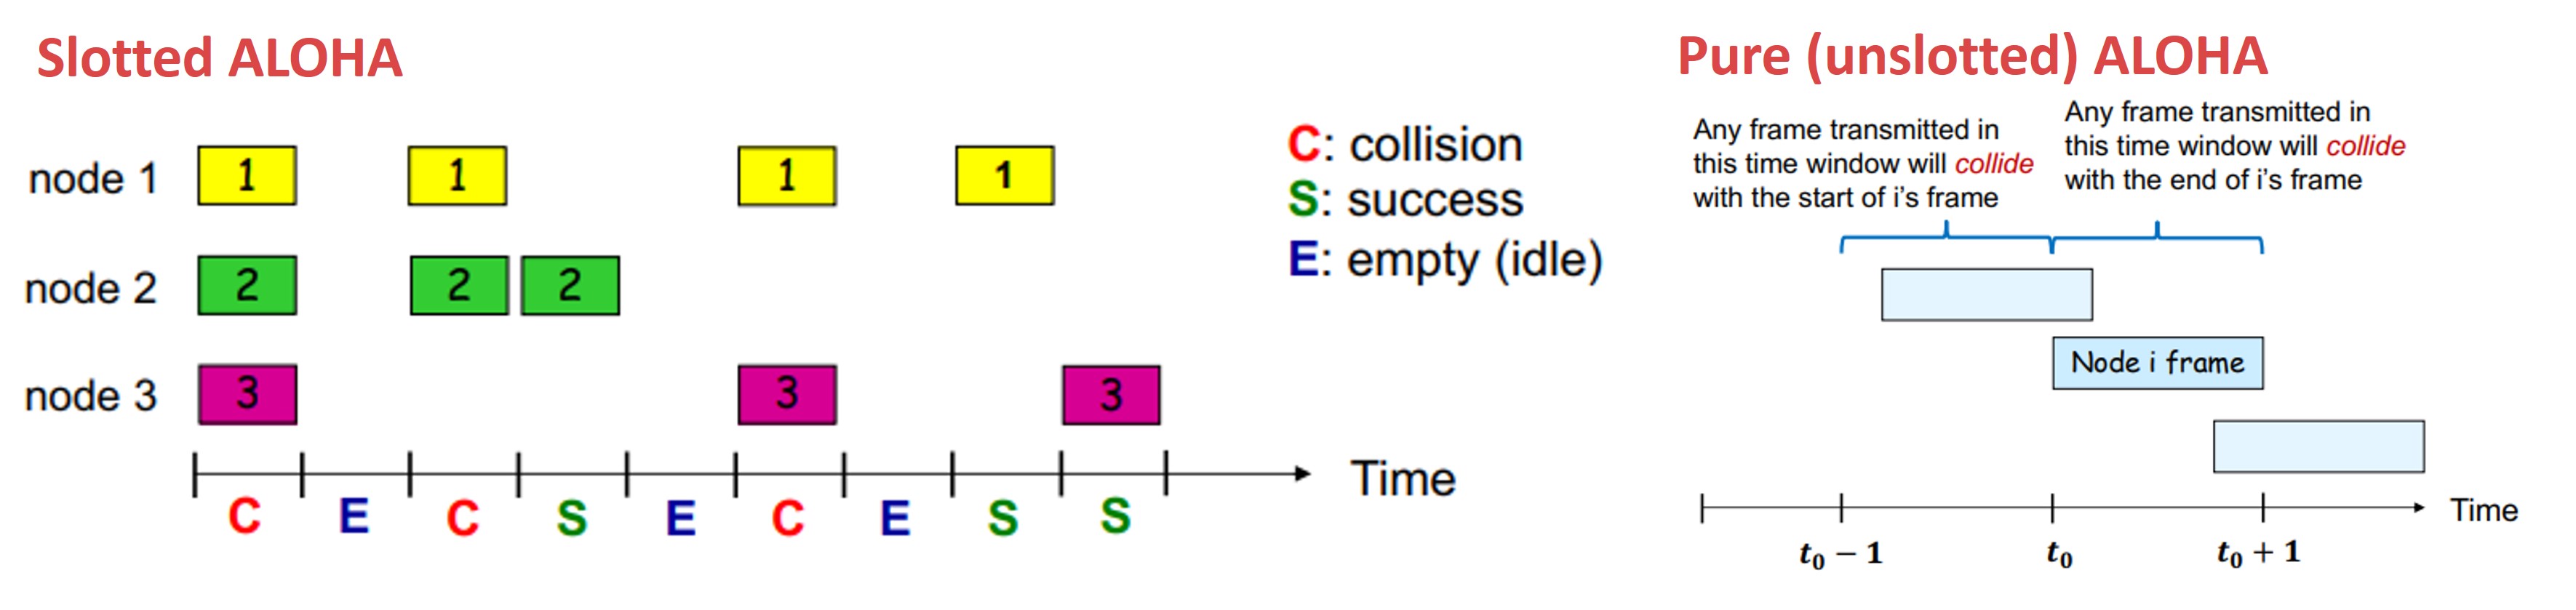 Slotted ALOHA
node 1 1 1 1 1
node 2 2 2 2
node 3 3 3 3
Time
C E C S E C E S S
C: collision
S: success
E: empty (idle)
Pure (unslotted) ALOHA
Any frame transmitted in
this time window will collide
with the start of i's frame
Any frame transmitted in
this time window will collide
with the end of i's frame
Node i frame
Time
t₀ − 1 t₀ t₀ + 1